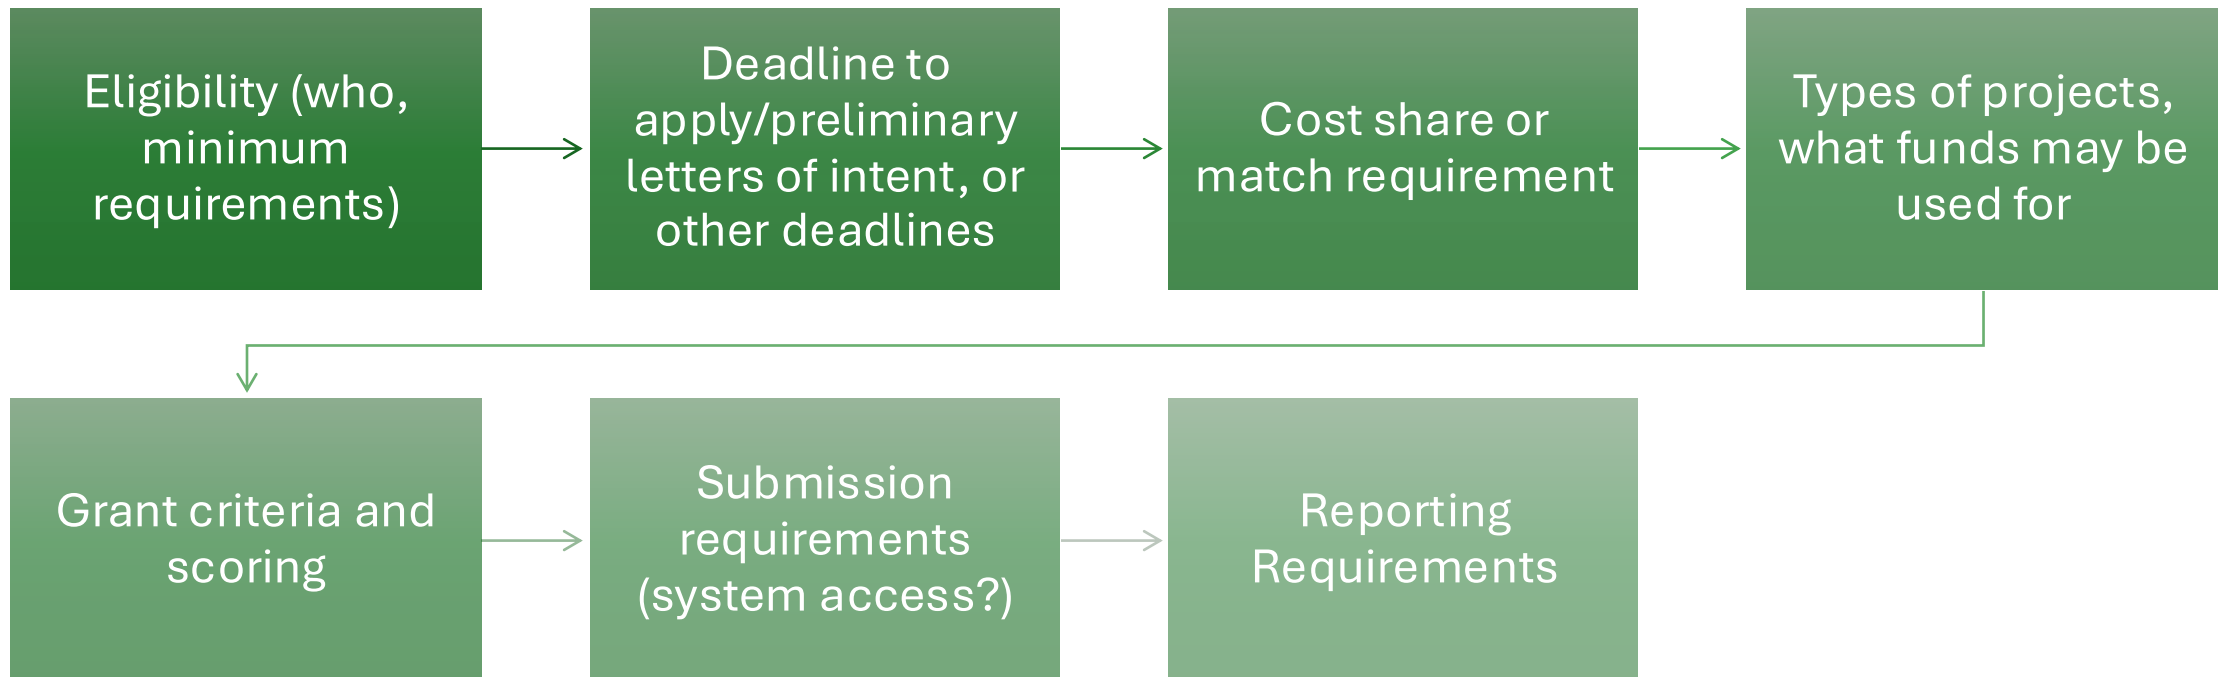 Eligibility (who,
minimum
requirements)
Deadline to
apply/preliminary
letters of intent, or
other deadlines
Cost share or
match requirement
Types of projects,
what funds may be
used for
Grant criteria and
scoring
Submission
requirements
(system access?)
Reporting
Requirements